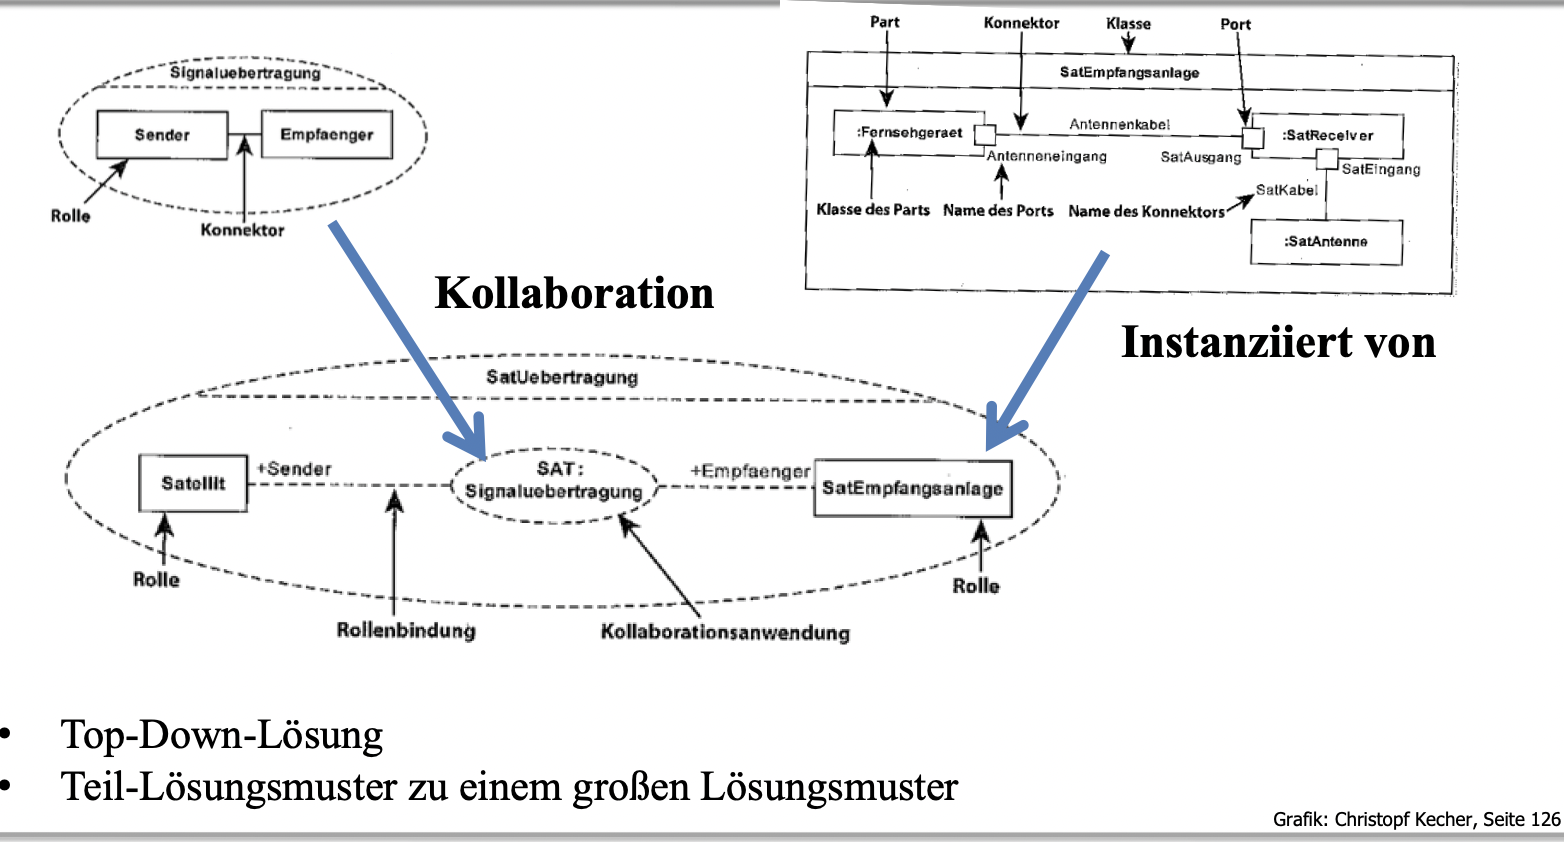 Signaluebertragung
Sender
Empfaenger
Rolle
Konnektor
Part
Konnektor
Klasse
Port
SatEmpfangsanlage
:Fernsehgeraet
Antennenkabel
:SatReceiver
Antenneneingang
SatAusgang
SatEingang
SatKabel
Klasse des Parts
Name des Ports
Name des Konnektors
:SatAntenne
Kollaboration
Instanziiert von
SatUebertragung
Satellit
+Sender
SAT:
Signaluebertragung
+Empfaenger
SatEmpfangsanlage
Rolle
Rollenbindung
Kollaborationsanwendung
Rolle
• Top-Down-Lösung
• Teil-Lösungsmuster zu einem großen Lösungsmuster
Grafik: Christopf Kecher, Seite 126